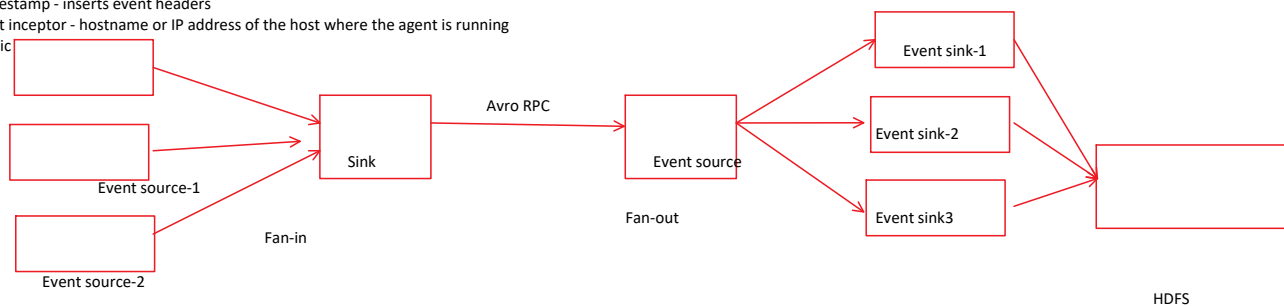 estamp - inserts event headers
t inceptor - hostname or IP address of the host where the agent is running
ic
Event sink-1
Avro RPC
Event sink-2
Sink
Event source
Event source-1
Fan-out
Event sink3
Fan-in
Event source-2
HDFS